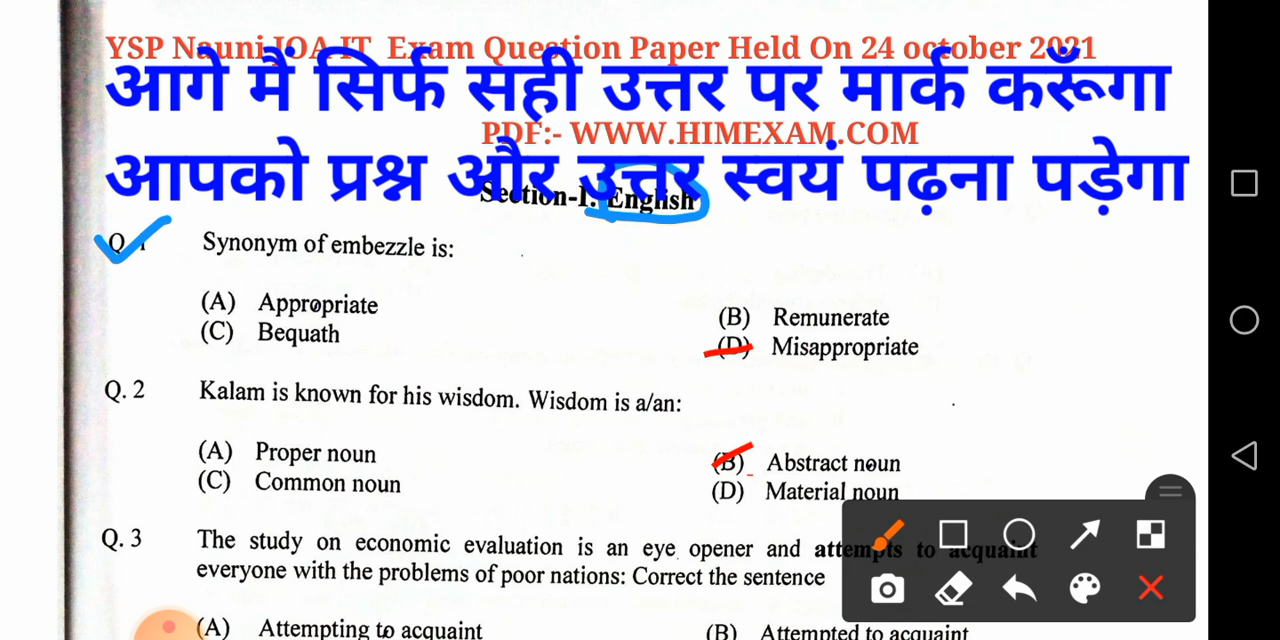 YSP Nauni JOA IT Exam Question Paper Held On 24 october 2021
आगे मैं सिर्फ सही उत्तर पर मार्क करूँगा
PDF:- WWW.HIMEXAM.COM
आपको प्रश्न और उत्तर स्वयं पढ़ना पड़ेगा
Section-I: English
Q. 1 Synonym of embezzle is:
(A) Appropriate (B) Remunerate
(C) Bequath (D) Misappropriate
Q. 2 Kalam is known for his wisdom. Wisdom is a/an:
(A) Proper noun (B) Abstract noun
(C) Common noun (D) Material noun
Q. 3 The study on economic evaluation is an eye opener and attempts to acquaint
everyone with the problems of poor nations: Correct the sentence
(A) Attempting to acquaint (B) Attempted to acquaint